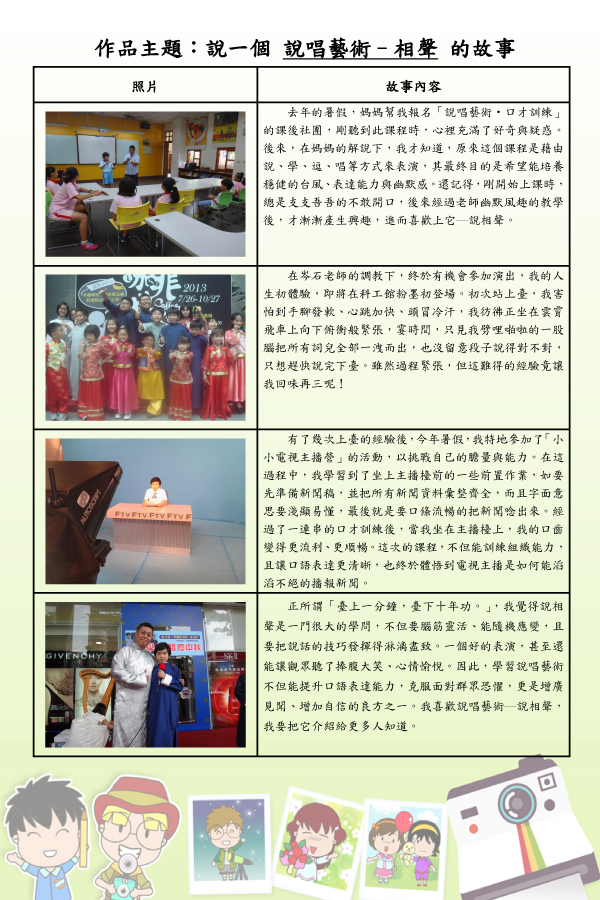 作品主題：說一個 說唱藝術－相聲 的故事
照片
故事內容
去年的暑假，媽媽幫我報名「說唱藝術‧口才訓練」
的課後社團，剛聽到此課程時，心裡充滿了好奇與疑惑。
後來，在媽媽的解說下，我才知道，原來這個課程是藉由
說、學、逗、唱等方式來表演，其最終目的是希望能培養
穩健的台風、表達能力與幽默感。還記得，剛開始上課時，
總是支支吾吾的不敢開口，後來經過老師幽默風趣的教學
後，才漸漸產生興趣，進而喜歡上它─說相聲。
2013
7/26-10/27
在岑石老師的調教下，終於有機會參加演出，我的人
生初體驗，即將在科工館粉墨初登場。初次站上臺，我害
怕到手腳發軟、心跳加快、頭冒冷汗，我彷彿正坐在雲霄
飛車上向下俯衝般緊張，霎時間，只見我劈哩啪啦的一股
腦把所有詞兒全部一洩而出，也沒留意段子說得對不對，
只想趕快說完下臺。雖然過程緊張，但這難得的經驗竟讓
我回味再三呢！
AUTOSCRIPT
FTV FTV FTV FTV
有了幾次上臺的經驗後，今年暑假，我特地參加了「小
小電視主播營」的活動，以挑戰自己的膽量與能力。在這
過程中，我學習到了坐上主播檯前的一些前置作業，如要
先準備新聞稿，並把所有新聞資料彙整齊全，而且字面意
思要淺顯易懂，最後就是要口條流暢的把新聞唸出來。經
過了一連串的口才訓練後，當我坐在主播檯上，我的口齒
變得更流利、更順暢。這次的課程，不但能訓練組織能力，
且讓口語表達更清晰，也終於體悟到電視主播是如何能滔
滔不絕的播報新聞。
GIVENCHY
SK-II
正所謂「臺上一分鐘，臺下十年功。」，我覺得說相
聲是一門很大的學問，不但要腦筋靈活、能隨機應變，且
要把說話的技巧發揮得淋漓盡致。一個好的表演，甚至還
能讓觀眾聽了捧腹大笑、心情愉悅。因此，學習說唱藝術
不但能提升口語表達能力，克服面對群眾恐懼，更是增廣
見聞、增加自信的良方之一。我喜歡說唱藝術─說相聲，
我要把它介紹給更多人知道。